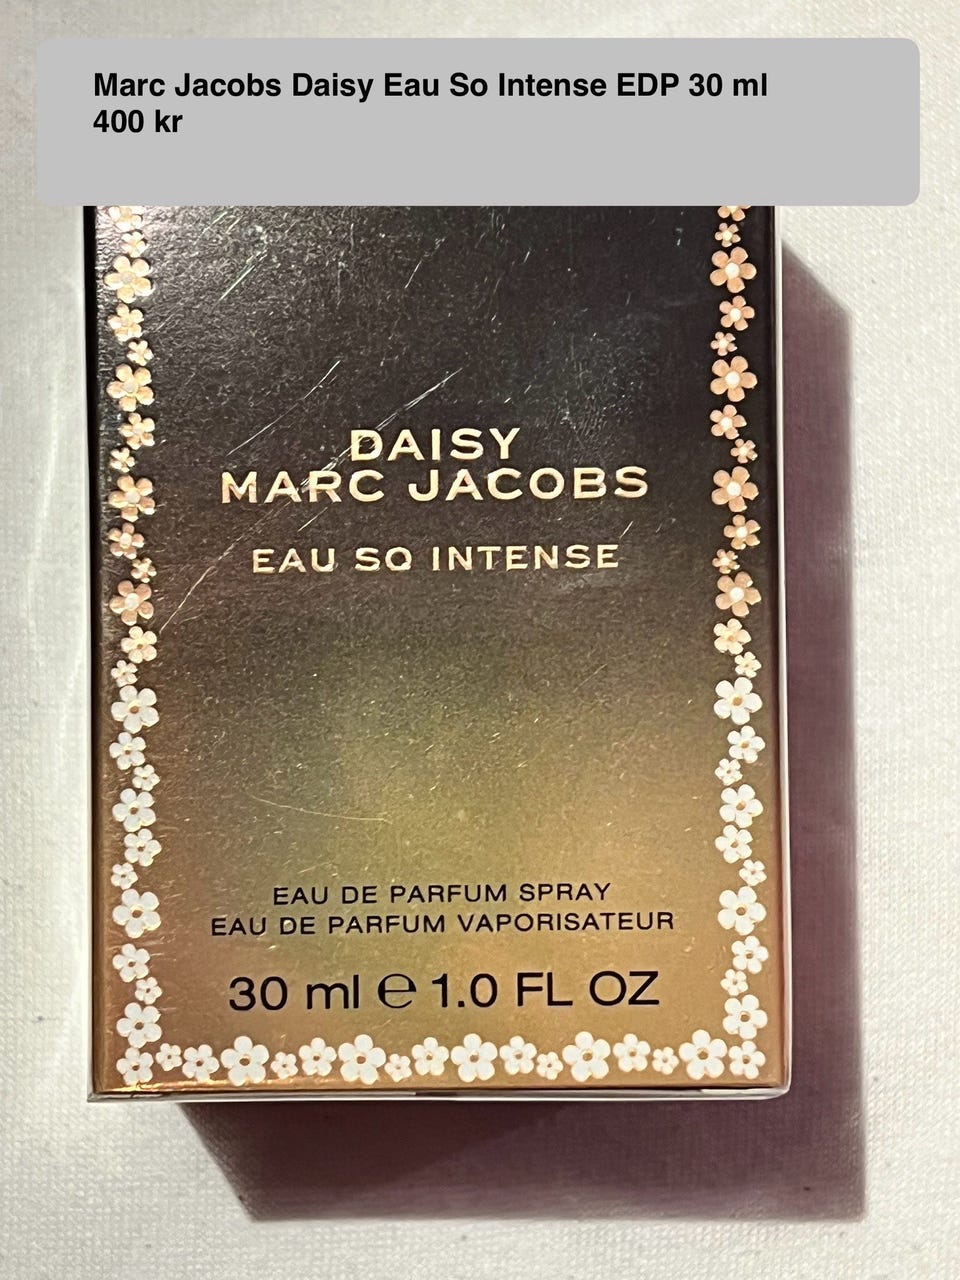 Marc Jacobs Daisy Eau So Intense EDP 30 ml
400 kr
DAISY
MARC JACOBS
EAU SO INTENSE
EAU DE PARFUM SPRAY
EAU DE PARFUM VAPORISATEUR
30 ml ℮ 1.0 FL OZ